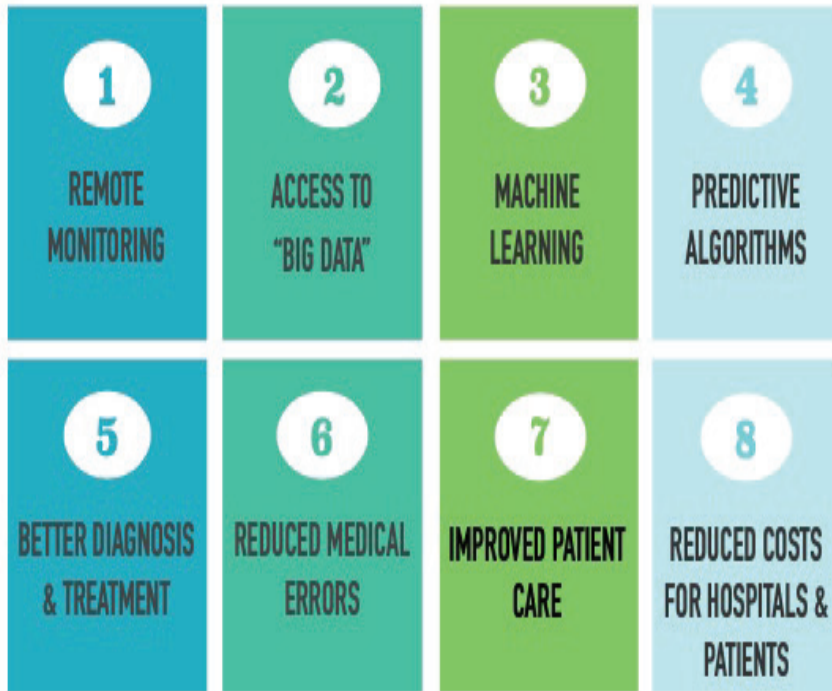 1
REMOTE
MONITORING
2
ACCESS TO
“BIG DATA”
3
MACHINE
LEARNING
4
PREDICTIVE
ALGORITHMS
5
BETTER DIAGNOSIS
& TREATMENT
6
REDUCED MEDICAL
ERRORS
7
IMPROVED PATIENT
CARE
8
REDUCED COSTS
FOR HOSPITALS &
PATIENTS